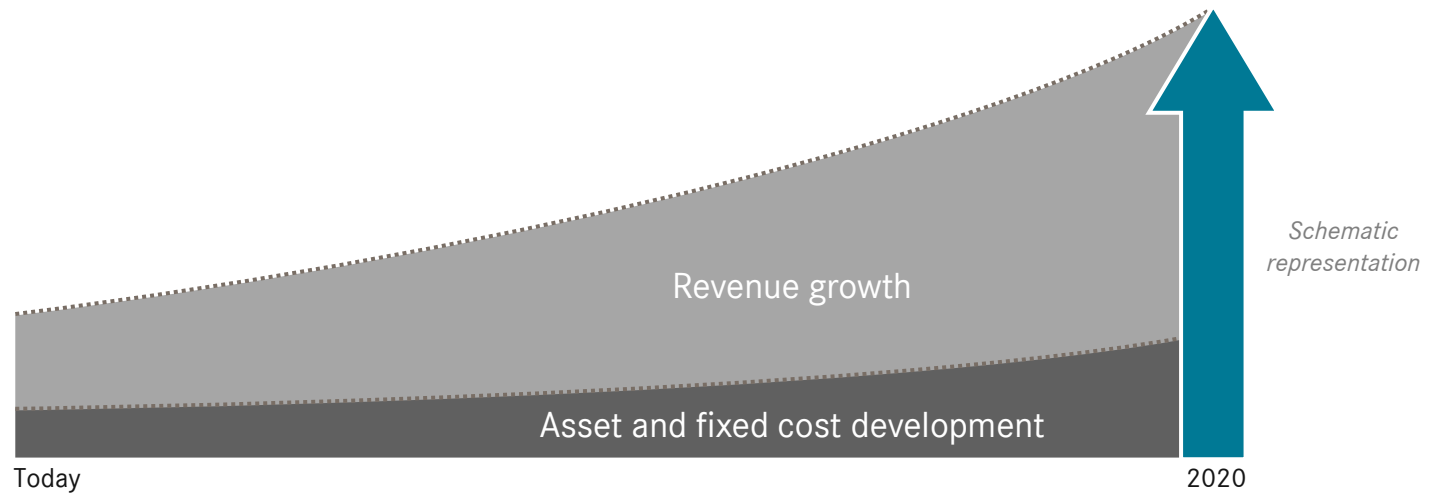 Schematic
representation
Revenue growth
Asset and fixed cost development
Today
2020